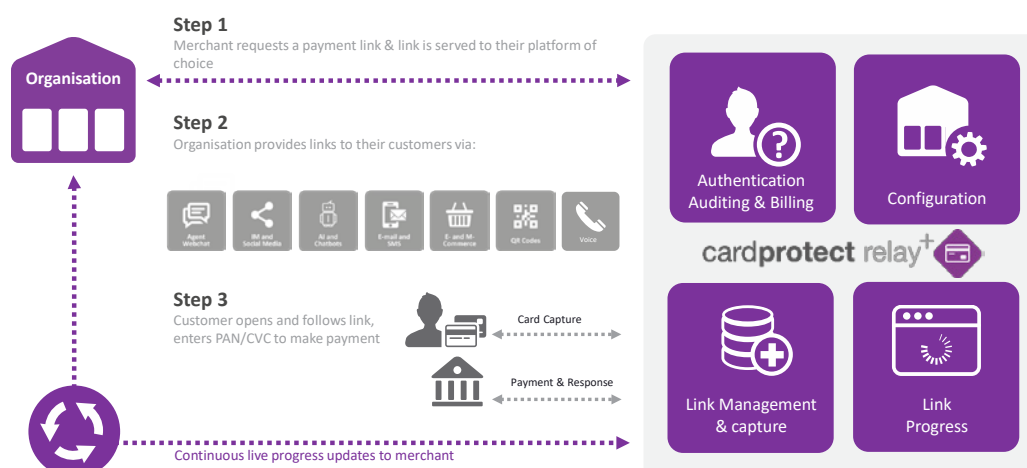 Step 1
Merchant requests a payment link & link is served to their platform of
choice
Organisation
Step 2
Organisation provides links to their customers via:
Agent
Webchat
IM and
Social Media
AI and
Chatbots
E-mail and
SMS
E- and M-
Commerce
QR Codes
Voice
Step 3
Customer opens and follows link,
enters PAN/CVC to make payment
Card Capture
Payment & Response
Continuous live progress updates to merchant
Authentication
Auditing & Billing
Configuration
cardprotect relay+
Link Management
& capture
Link
Progress